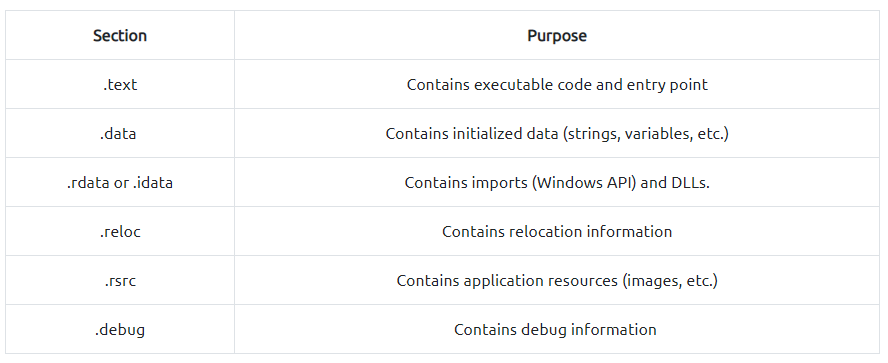 Section Purpose
.text Contains executable code and entry point
.data Contains initialized data (strings, variables, etc.)
.rdata or .idata Contains imports (Windows API) and DLLs.
.reloc Contains relocation information
.rsrc Contains application resources (images, etc.)
.debug Contains debug information